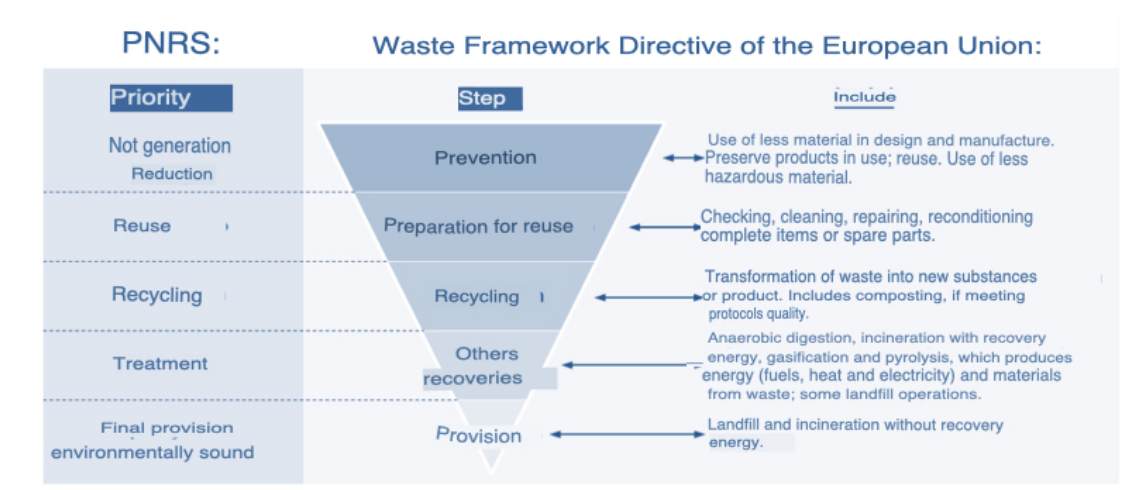 PNRS:
Waste Framework Directive of the European Union:
Priority
Step
Include
Not generation
Reduction
Prevention
Use of less material in design and manufacture.
Preserve products in use; reuse. Use of less
hazardous material.
Reuse
Preparation for reuse
Checking, cleaning, repairing, reconditioning
complete items or spare parts.
Recycling
Recycling
Transformation of waste into new substances
or product. Includes composting, if meeting
protocols quality.
Treatment
Others
recoveries
Anaerobic digestion, incineration with recovery
energy, gasification and pyrolysis, which produces
energy (fuels, heat and electricity) and materials
from waste; some landfill operations.
Final provision
environmentally sound
Provision
Landfill and incineration without recovery
energy.